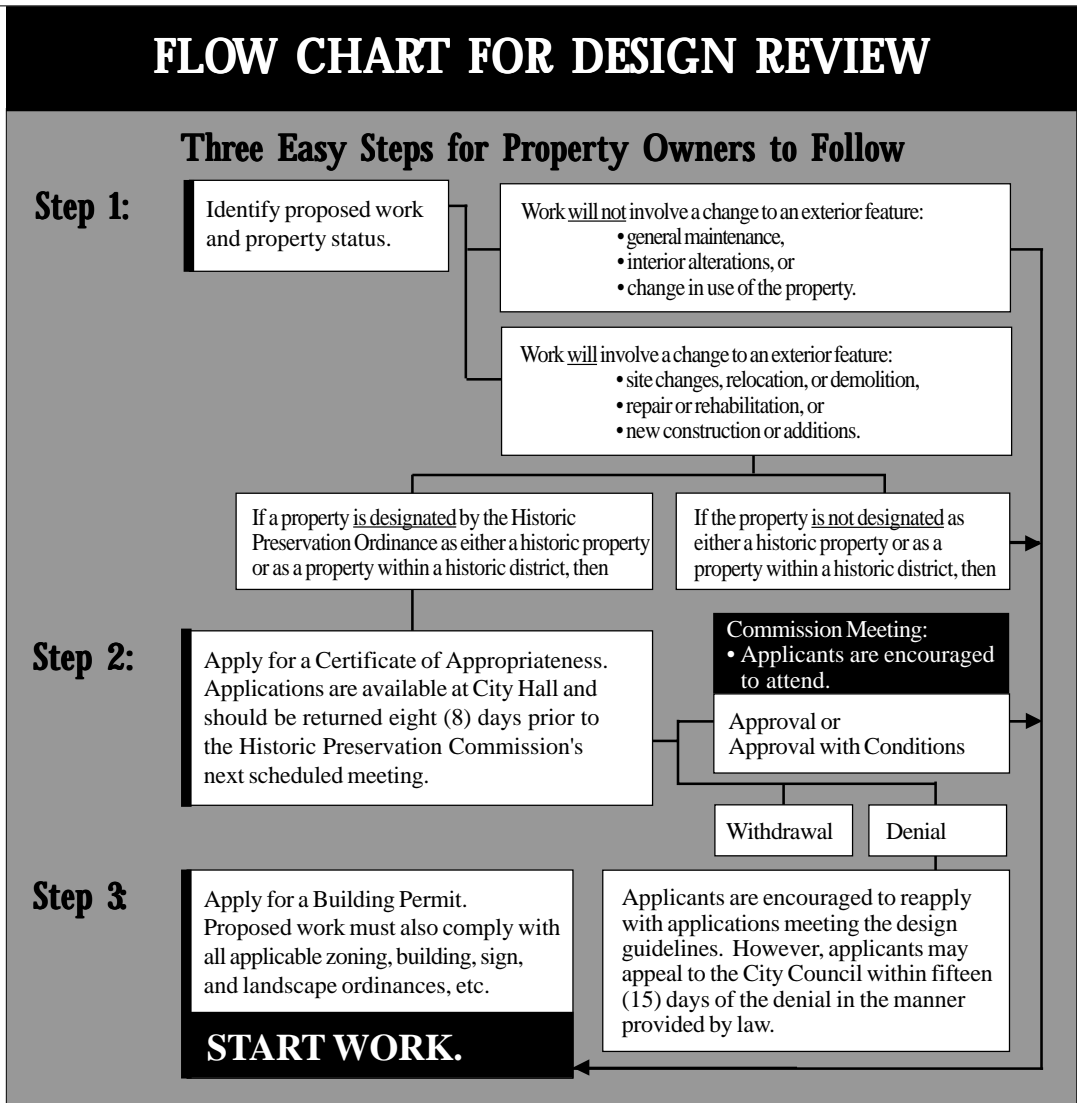 FLOW CHART FOR DESIGN REVIEW
Three Easy Steps for Property Owners to Follow
Step 1:
Identify proposed work
and property status.
Work will not involve a change to an exterior feature:
• general maintenance,
• interior alterations, or
• change in use of the property.
Work will involve a change to an exterior feature:
• site changes, relocation, or demolition,
• repair or rehabilitation, or
• new construction or additions.
If a property is designated by the Historic
Preservation Ordinance as either a historic property
or as a property within a historic district, then
If the property is not designated as
either a historic property or as a
property within a historic district, then
Step 2:
Apply for a Certificate of Appropriateness.
Applications are available at City Hall and
should be returned eight (8) days prior to
the Historic Preservation Commission's
next scheduled meeting.
Commission Meeting:
• Applicants are encouraged
to attend.
Approval or
Approval with Conditions
Withdrawal
Denial
Step 3:
Apply for a Building Permit.
Proposed work must also comply with
all applicable zoning, building, sign,
and landscape ordinances, etc.
START WORK.
Applicants are encouraged to reapply
with applications meeting the design
guidelines. However, applicants may
appeal to the City Council within fifteen
(15) days of the denial in the manner
provided by law.